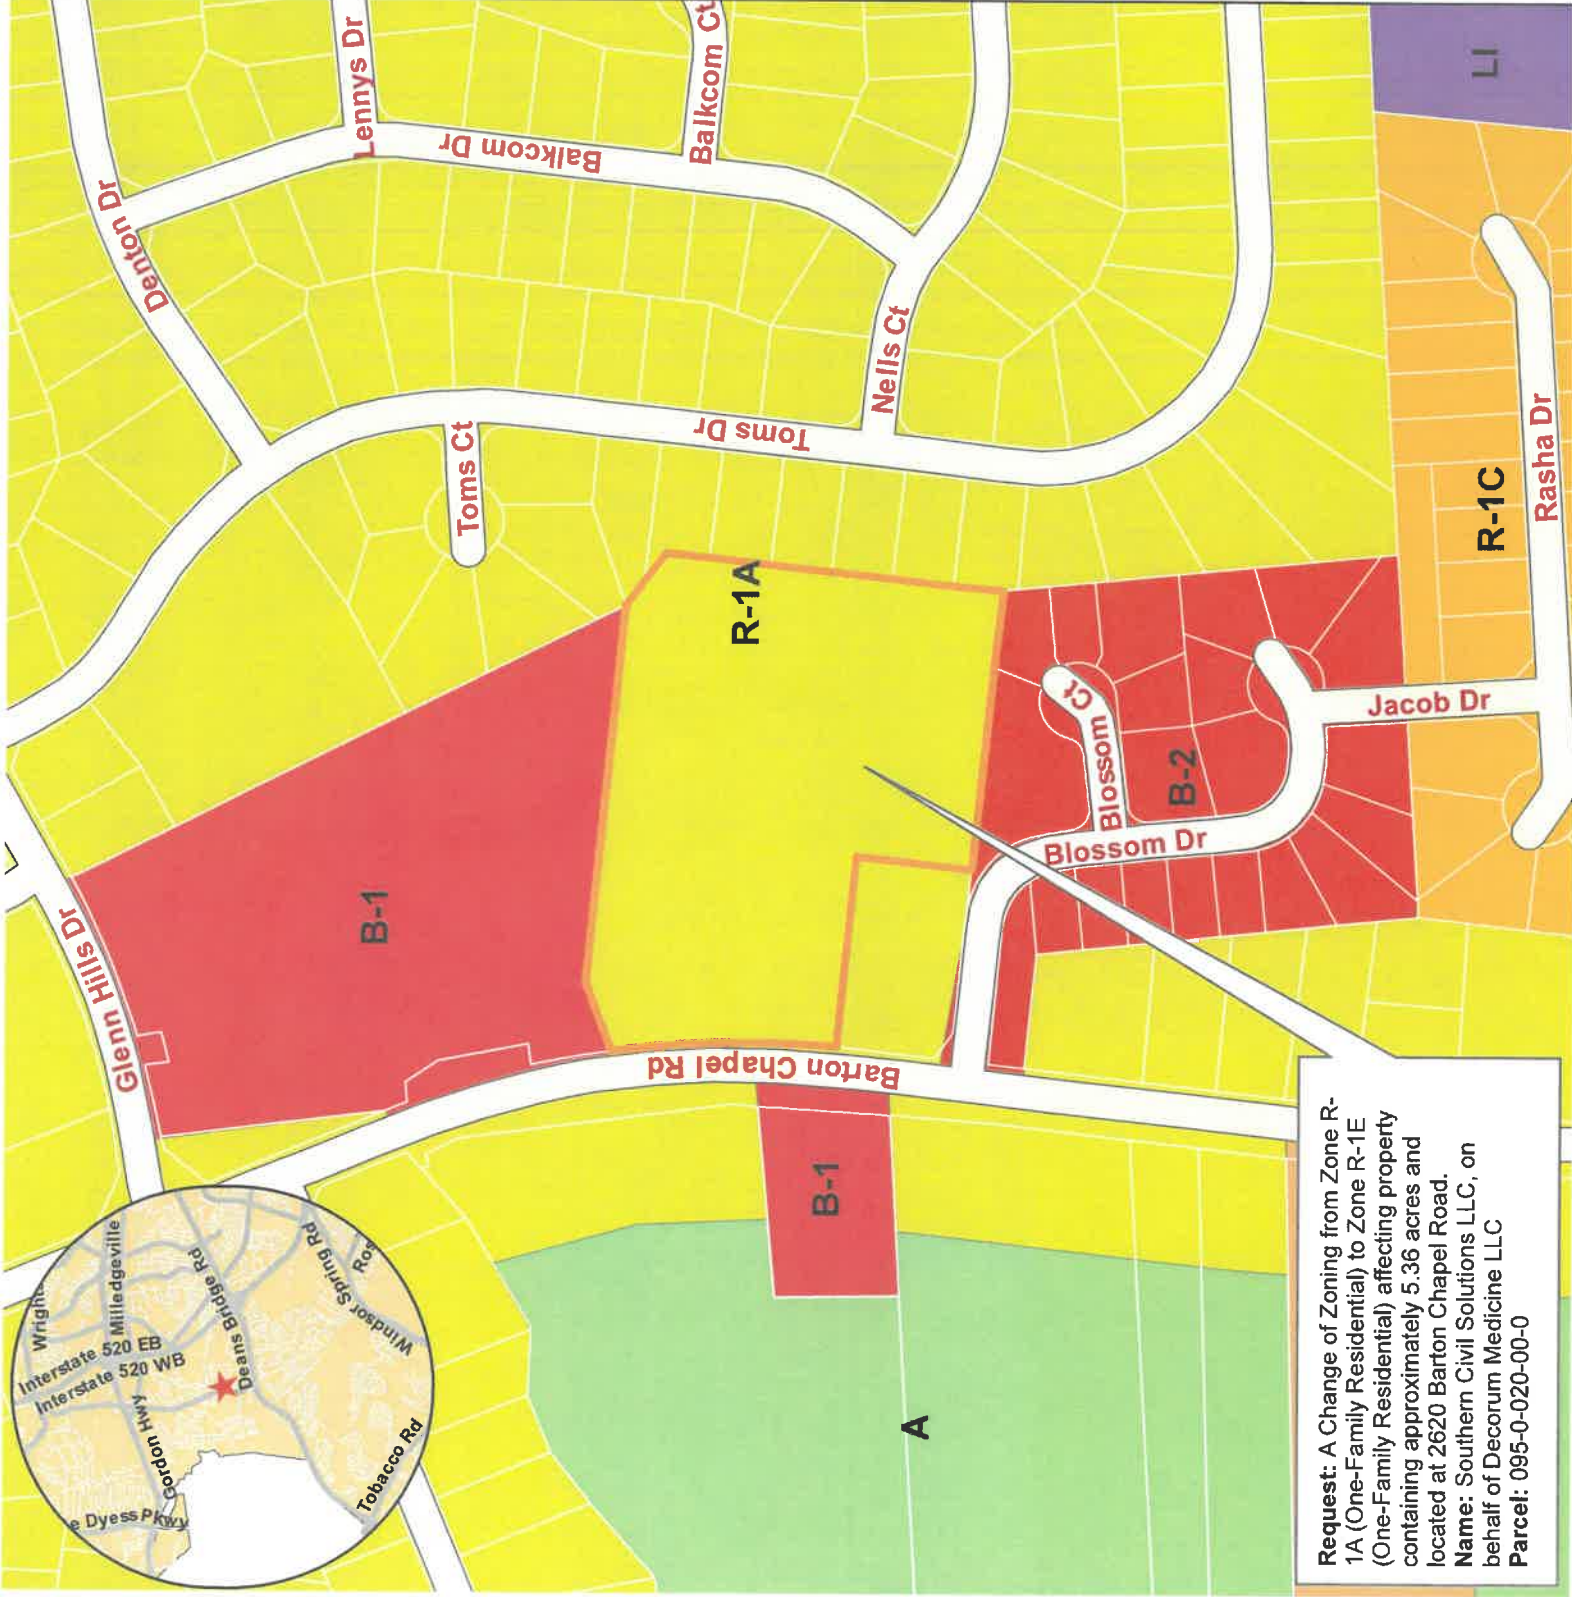 Glenn Hills Dr
Denton Dr
Lennys Dr
Balkcom Dr
Balkcom Ct
Toms Ct
Toms Dr
Nells Ct
B-1
R-1A
Barton Chapel Rd
B-1
A
Blossom Ct
Blossom Dr
B-2
Jacob Dr
R-1C
Rasha Dr
LI
Milledgeville
Interstate 520 EB
Interstate 520 WB
Gordon Hwy
Deans Bridge Rd
Windsor Spring Rd
Tobacco Rd
e Dyess Pkwy
Wright
Ros
Request: A Change of Zoning from Zone R-
1A (One-Family Residential) to Zone R-1E
(One-Family Residential) affecting property
containing approximately 5.36 acres and
located at 2620 Barton Chapel Road.
Name: Southern Civil Solutions LLC, on
behalf of Decorum Medicine LLC
Parcel: 095-0-020-00-0